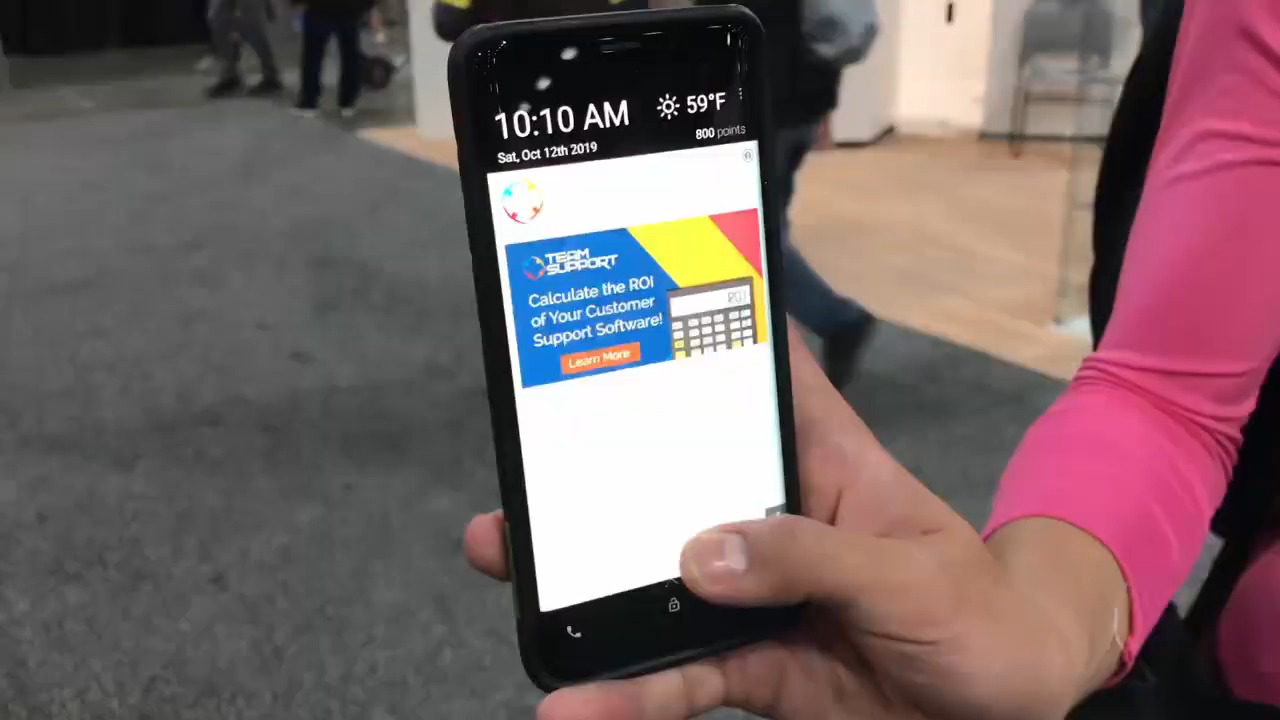 10:10 AM
59°F
Sat, Oct 12th 2019
800 points
TEAM
SUPPORT
Calculate the ROI
of Your Customer
Support Software!
ROI
Learn More